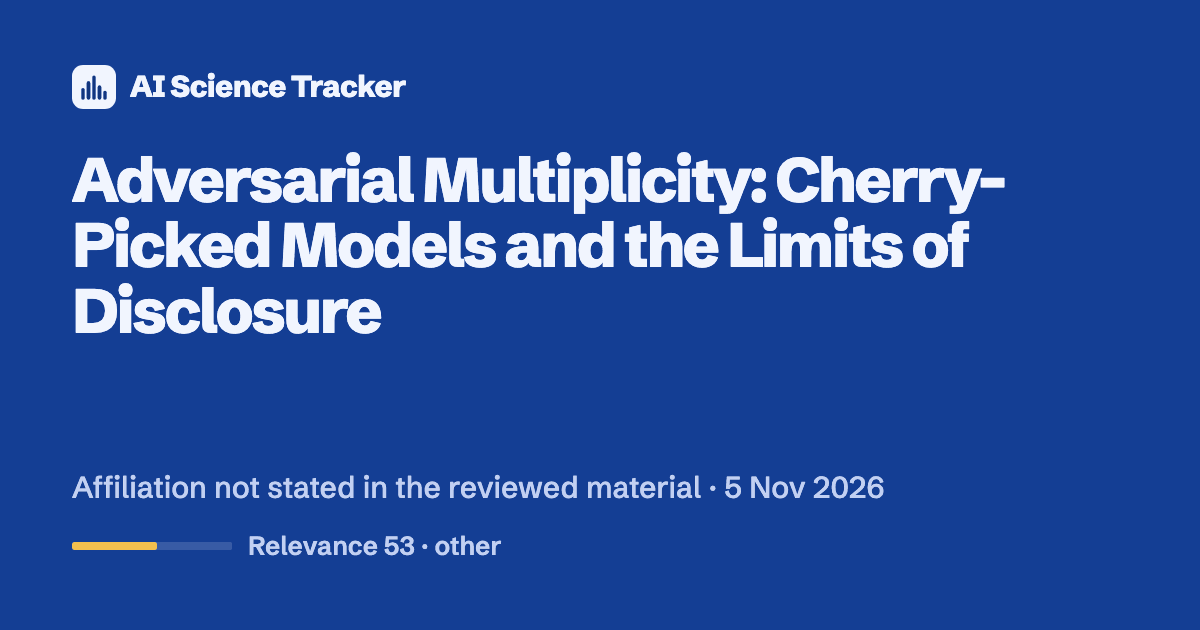 AI Science Tracker
Adversarial Multiplicity: Cherry-
Picked Models and the Limits of
Disclosure
Affiliation not stated in the reviewed material · 5 Nov 2026
Relevance 53 · other